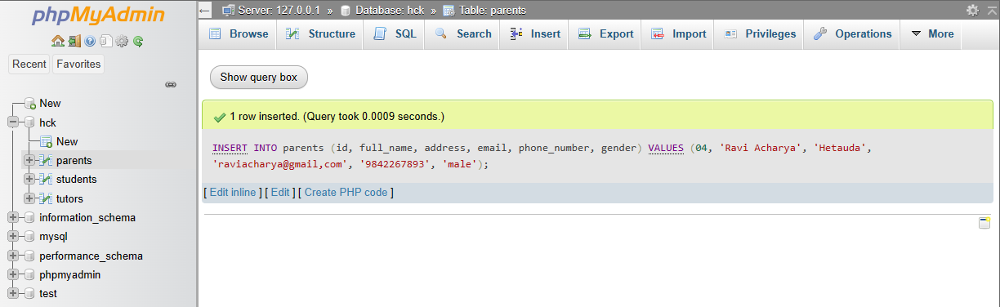 phpMyAdmin
Recent Favorites
New
hck
New
parents
students
tutors
information_schema
mysql
performance_schema
phpmyadmin
test
Server: 127.0.0.1 » Database: hck » Table: parents
Browse Structure SQL Search Insert Export Import Privileges Operations More
Show query box
1 row inserted. (Query took 0.0009 seconds.)
INSERT INTO parents (id, full_name, address, email, phone_number, gender) VALUES (04, 'Ravi Acharya', 'Hetauda',
'raviacharya@gmail,com', '9842267893', 'male');
[ Edit inline ] [ Edit ] [ Create PHP code ]